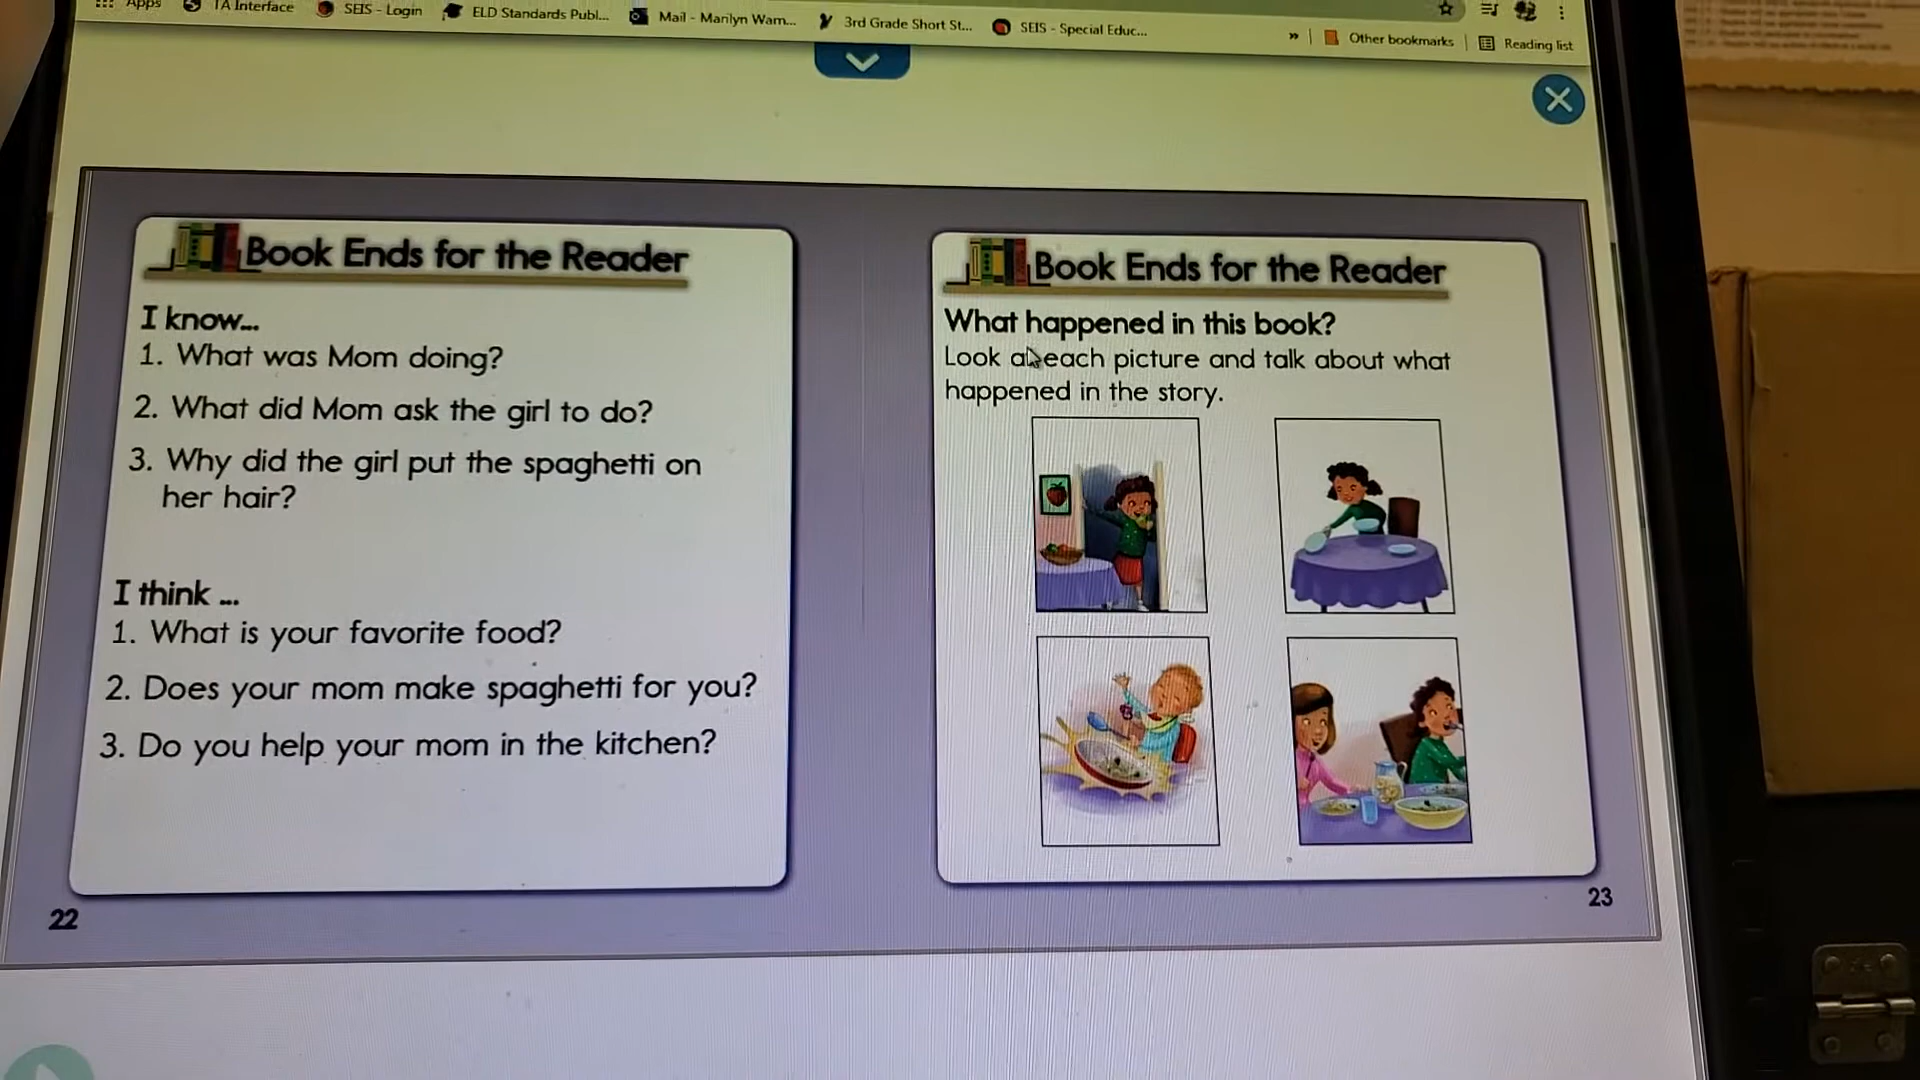 Apps
TA Interface
SEIS - Login
ELD Standards Publ...
Mail - Marilyn Wam...
3rd Grade Short St...
SEIS - Special Educ...
»
Other bookmarks
Reading list
Book Ends for the Reader
I know...
1. What was Mom doing?
2. What did Mom ask the girl to do?
3. Why did the girl put the spaghetti on
her hair?
I think ...
1. What is your favorite food?
2. Does your mom make spaghetti for you?
3. Do you help your mom in the kitchen?
22
Book Ends for the Reader
What happened in this book?
Look at each picture and talk about what
happened in the story.
23